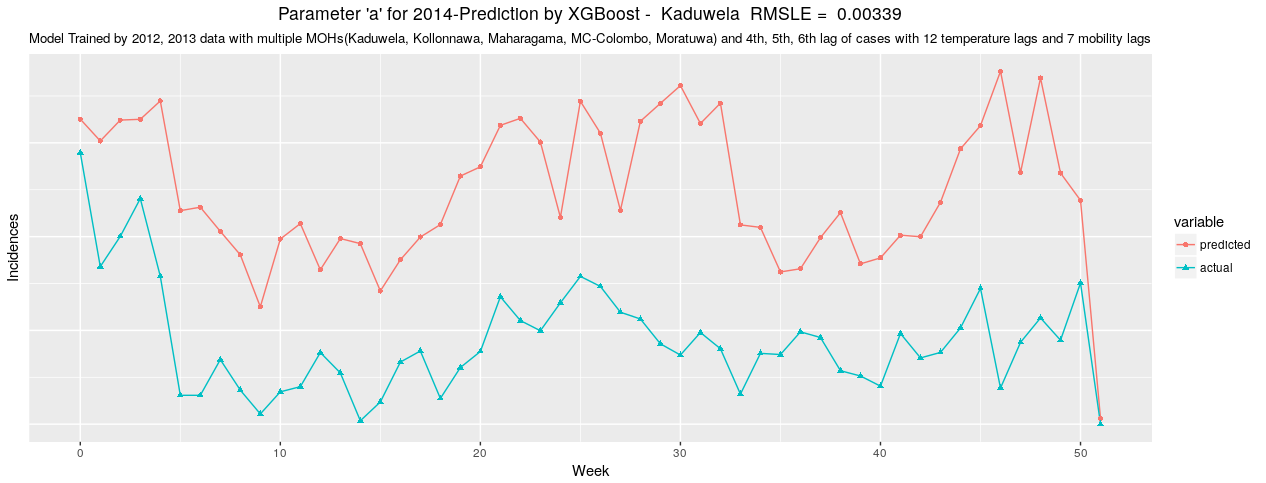 Parameter 'a' for 2014-Prediction by XGBoost - Kaduwela RMSLE = 0.00339
Model Trained by 2012, 2013 data with multiple MOHs(Kaduwela, Kollonnawa, Maharagama, MC-Colombo, Moratuwa) and 4th, 5th, 6th lag of cases with 12 temperature lags and 7 mobility lags
Incidences
variable
predicted
actual
0 10 20 30 40 50
Week